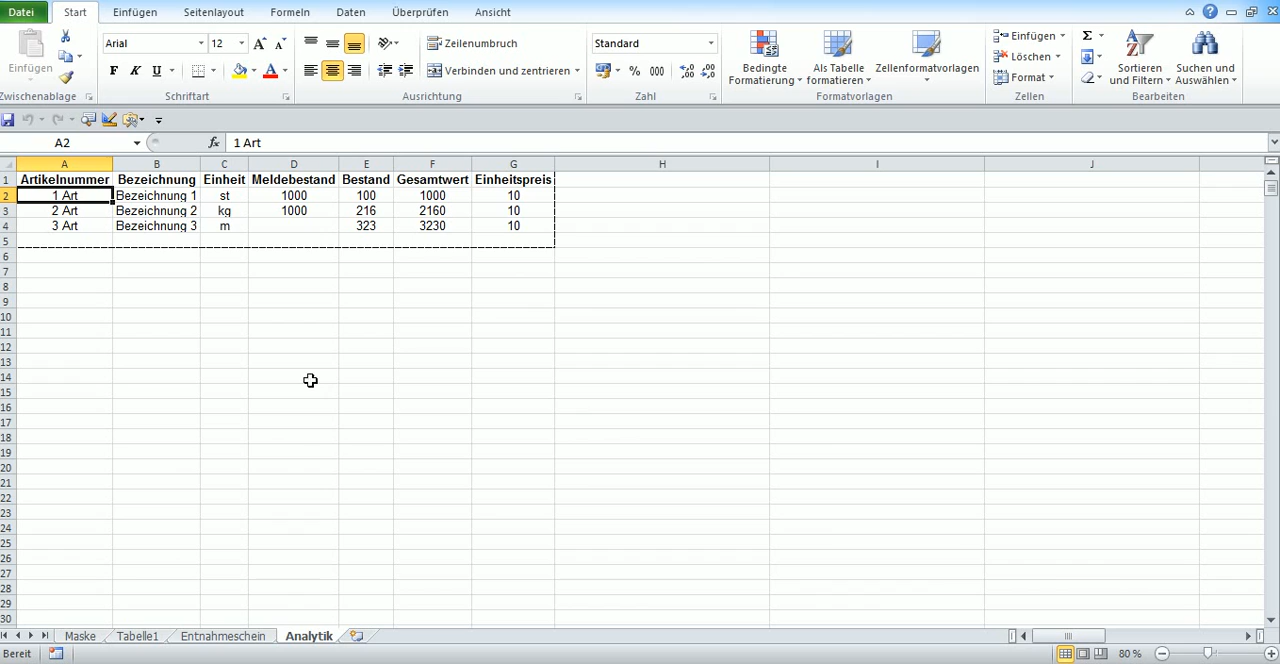 Datei Start Einfügen Seitenlayout Formeln Daten Überprüfen Ansicht
Arial 12 Zeilenumbruch Standard Einfügen
Einfügen F K U Verbinden und zentrieren % 000 Bedingte Formatierung Als Tabelle formatieren Zellenformatvorlagen Löschen Sortieren und Filtern Suchen und Auswählen
Format
Zwischenablage Schriftart Ausrichtung Zahl Formatvorlagen Zellen Bearbeiten
A2 fx 1 Art
A B C D E F G H I J
1 Artikelnummer Bezeichnung Einheit Meldebestand Bestand Gesamtwert Einheitspreis
2 1 Art Bezeichnung 1 st 1000 100 1000 10
3 2 Art Bezeichnung 2 kg 1000 216 2160 10
4 3 Art Bezeichnung 3 m 323 3230 10
5
6
7
8
9
10
11
12
13
14
15
16
17
18
19
20
21
22
23
24
25
26
27
28
29
30
Maske Tabelle1 Entnahmeschein Analytik
Bereit 80 %